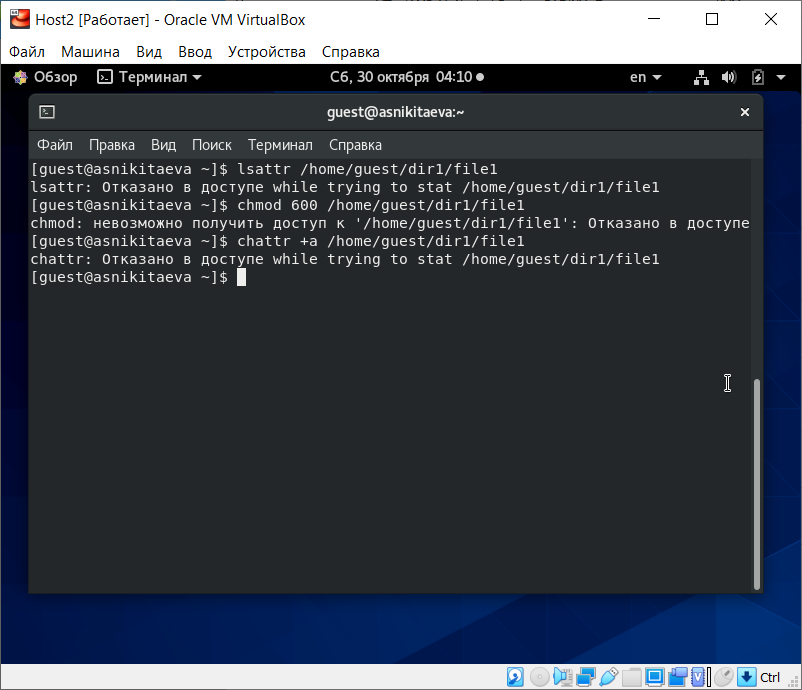 Host2 [Работает] - Oracle VM VirtualBox
Файл Машина Вид Ввод Устройства Справка
Обзор Терминал Сб, 30 октября 04:10 en
guest@asnikitaeva:~
Файл Правка Вид Поиск Терминал Справка
[guest@asnikitaeva ~]$ lsattr /home/guest/dir1/file1
lsattr: Отказано в доступе while trying to stat /home/guest/dir1/file1
[guest@asnikitaeva ~]$ chmod 600 /home/guest/dir1/file1
chmod: невозможно получить доступ к '/home/guest/dir1/file1': Отказано в доступе
[guest@asnikitaeva ~]$ chattr +a /home/guest/dir1/file1
chattr: Отказано в доступе while trying to stat /home/guest/dir1/file1
[guest@asnikitaeva ~]$
Ctrl